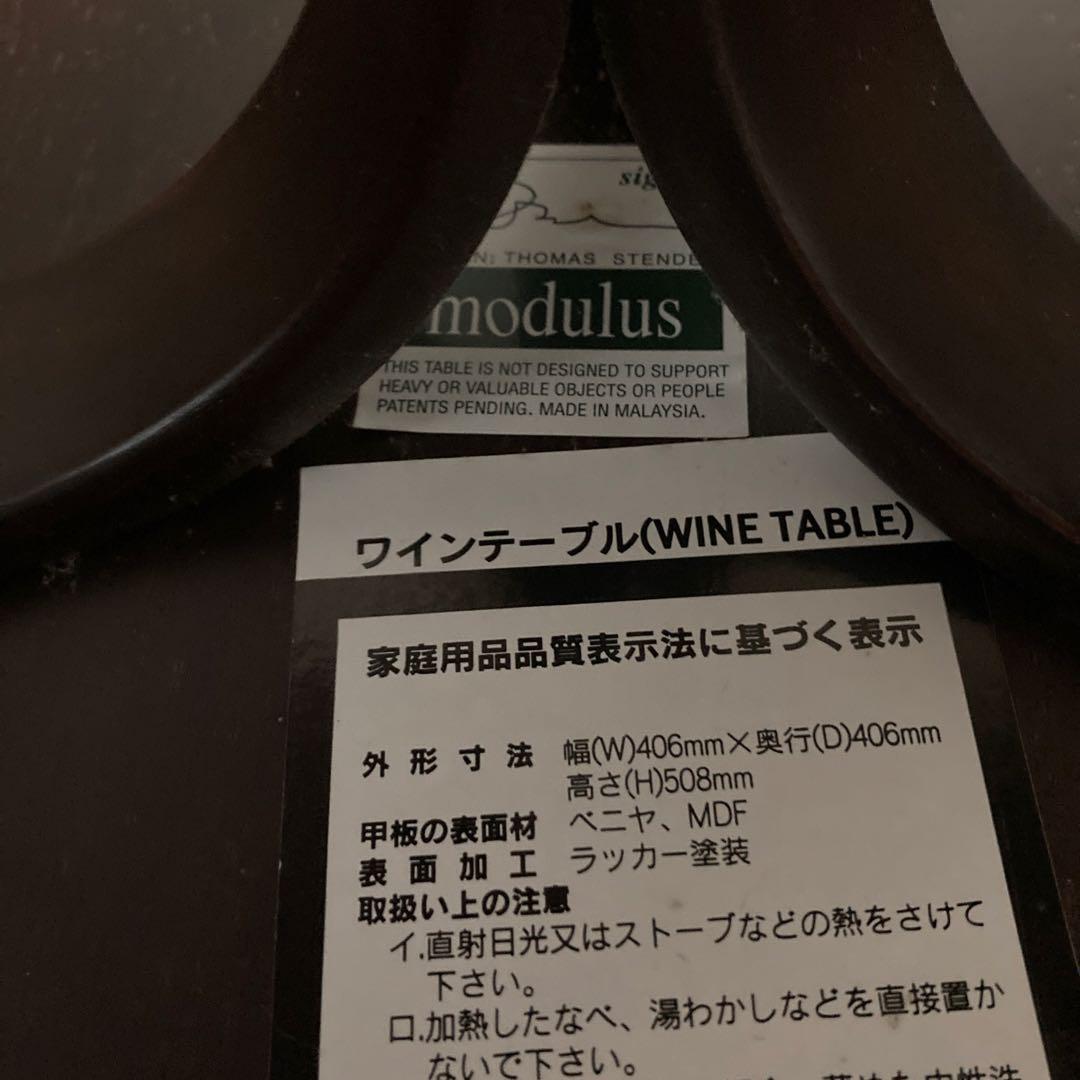 THOMAS STENDE
modulus
THIS TABLE IS NOT DESIGNED TO SUPPORT
HEAVY OR VALUABLE OBJECTS OR PEOPLE
PATENTS PENDING. MADE IN MALAYSIA.
ワインテーブル(WINE TABLE)
家庭用品品質表示法に基づく表示
外形寸法 幅(W)406mm×奥行(D)406mm
高さ(H)508mm
甲板の表面材 ベニヤ、MDF
表面加工 ラッカー塗装
取扱い上の注意
イ.直射日光又はストーブなどの熱をさけて
下さい。
ロ.加熱したなべ、湯わかしなどを直接置か
ないで下さい。